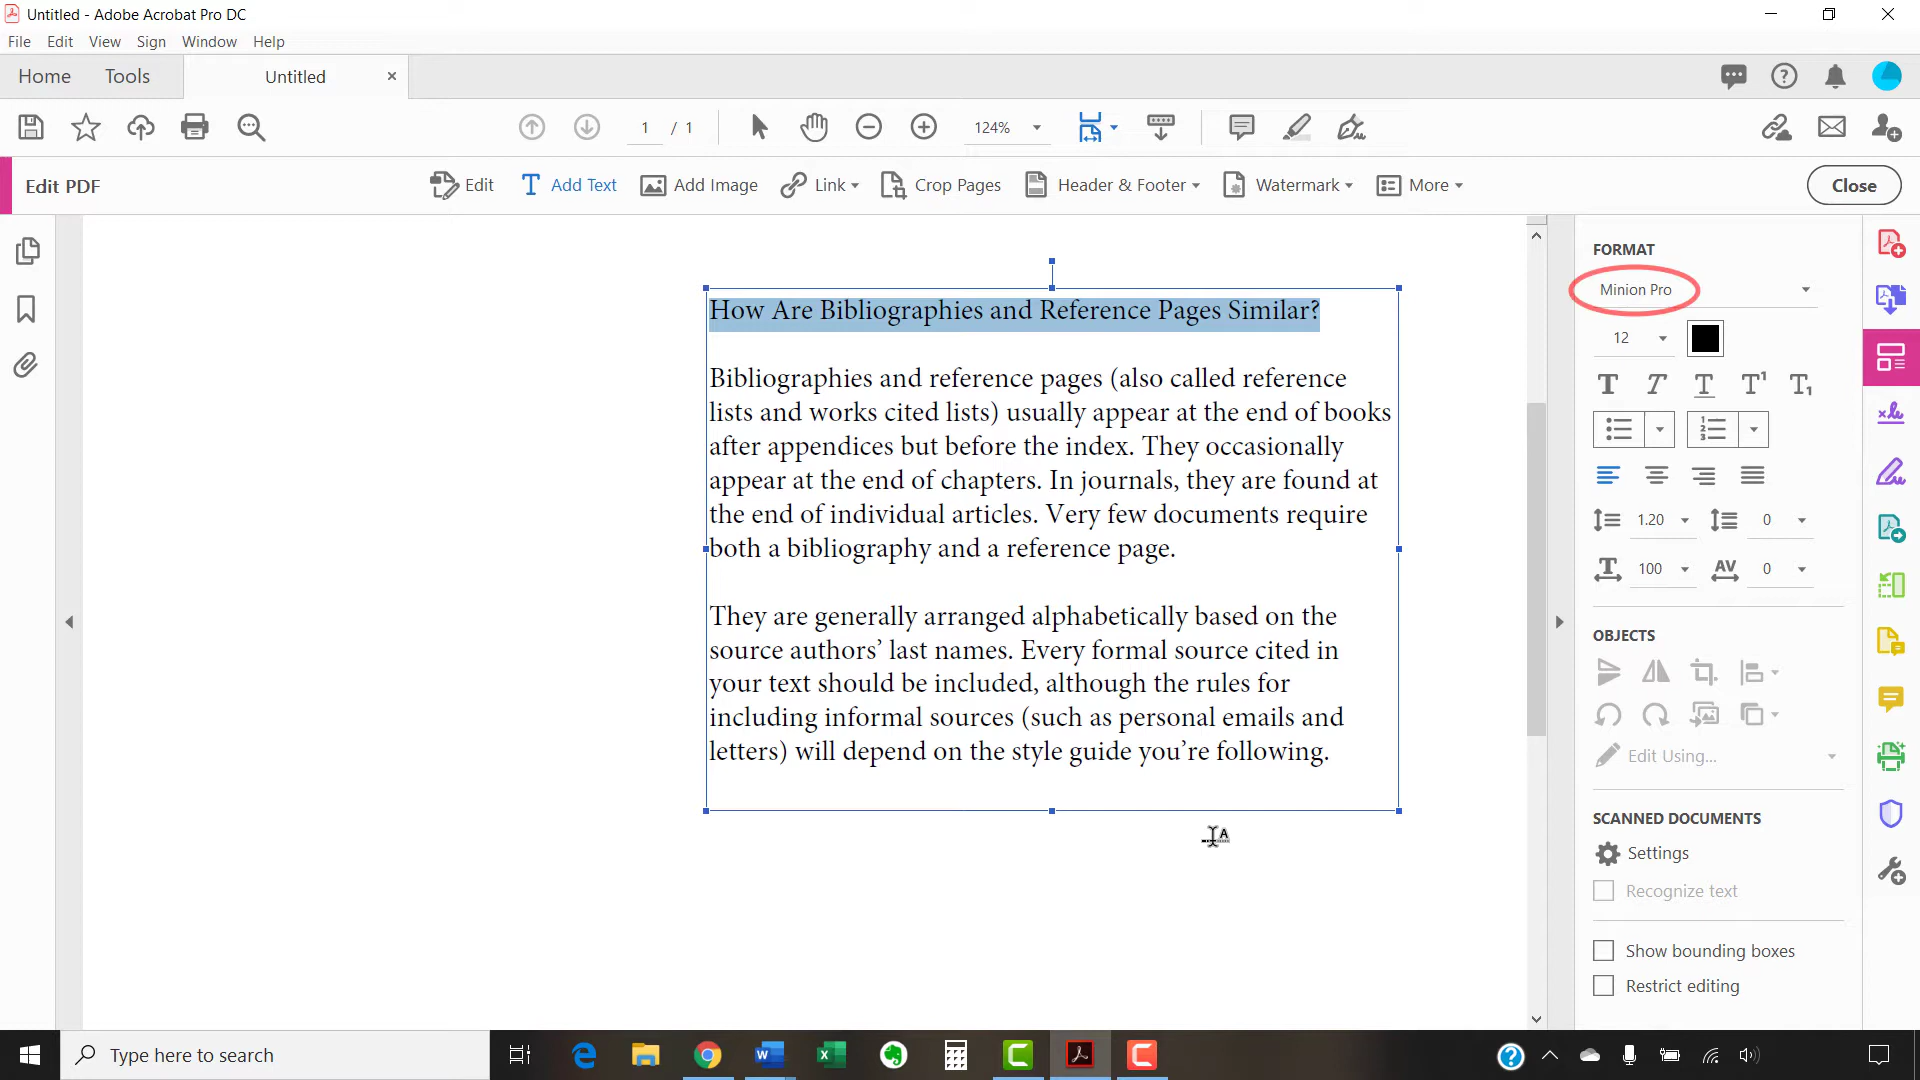 Untitled - Adobe Acrobat Pro DC
File Edit View Sign Window Help
Home Tools Untitled
1 / 1 124%
Edit PDF Edit Add Text Add Image Link Crop Pages Header & Footer Watermark More Close
How Are Bibliographies and Reference Pages Similar?
Bibliographies and reference pages (also called reference
lists and works cited lists) usually appear at the end of books
after appendices but before the index. They occasionally
appear at the end of chapters. In journals, they are found at
the end of individual articles. Very few documents require
both a bibliography and a reference page.
They are generally arranged alphabetically based on the
source authors’ last names. Every formal source cited in
your text should be included, although the rules for
including informal sources (such as personal emails and
letters) will depend on the style guide you’re following.
FORMAT
Minion Pro
12
1.20 0
100 0
OBJECTS
Edit Using...
SCANNED DOCUMENTS
Settings
Recognize text
Show bounding boxes
Restrict editing
Type here to search